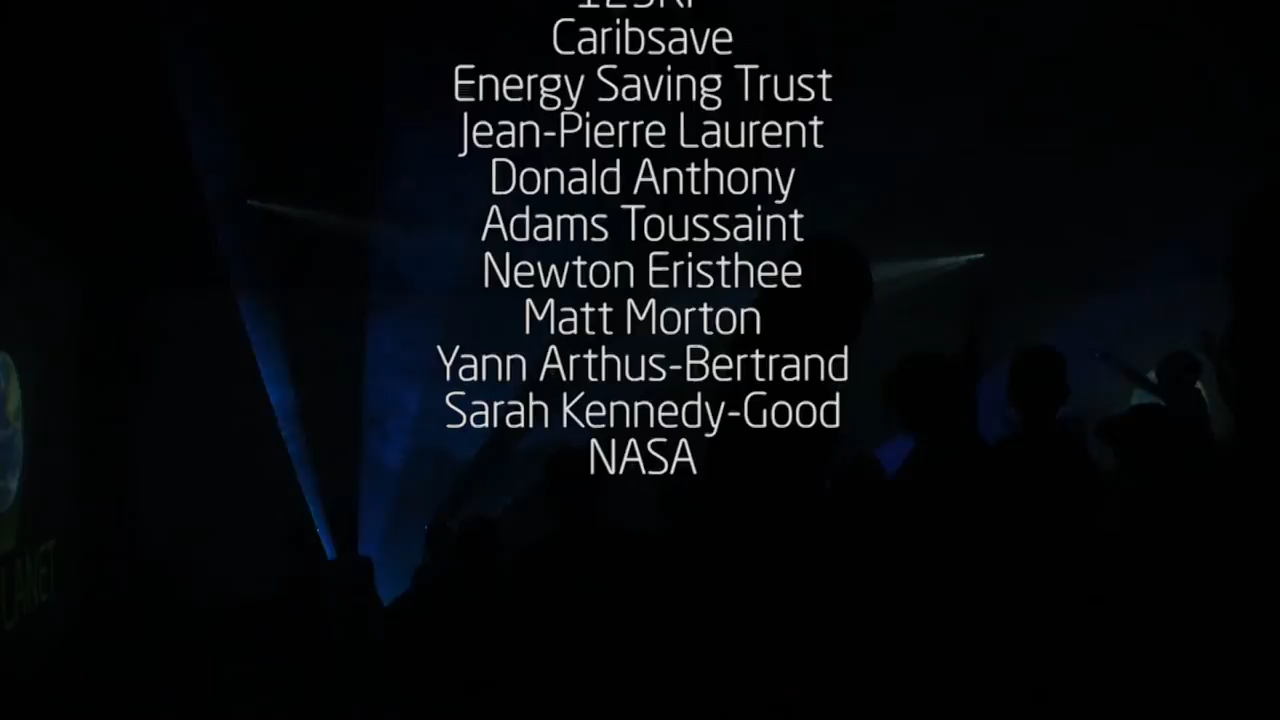 Caribsave
Energy Saving Trust
Jean-Pierre Laurent
Donald Anthony
Adams Toussaint
Newton Eristhee
Matt Morton
Yann Arthus-Bertrand
Sarah Kennedy-Good
NASA